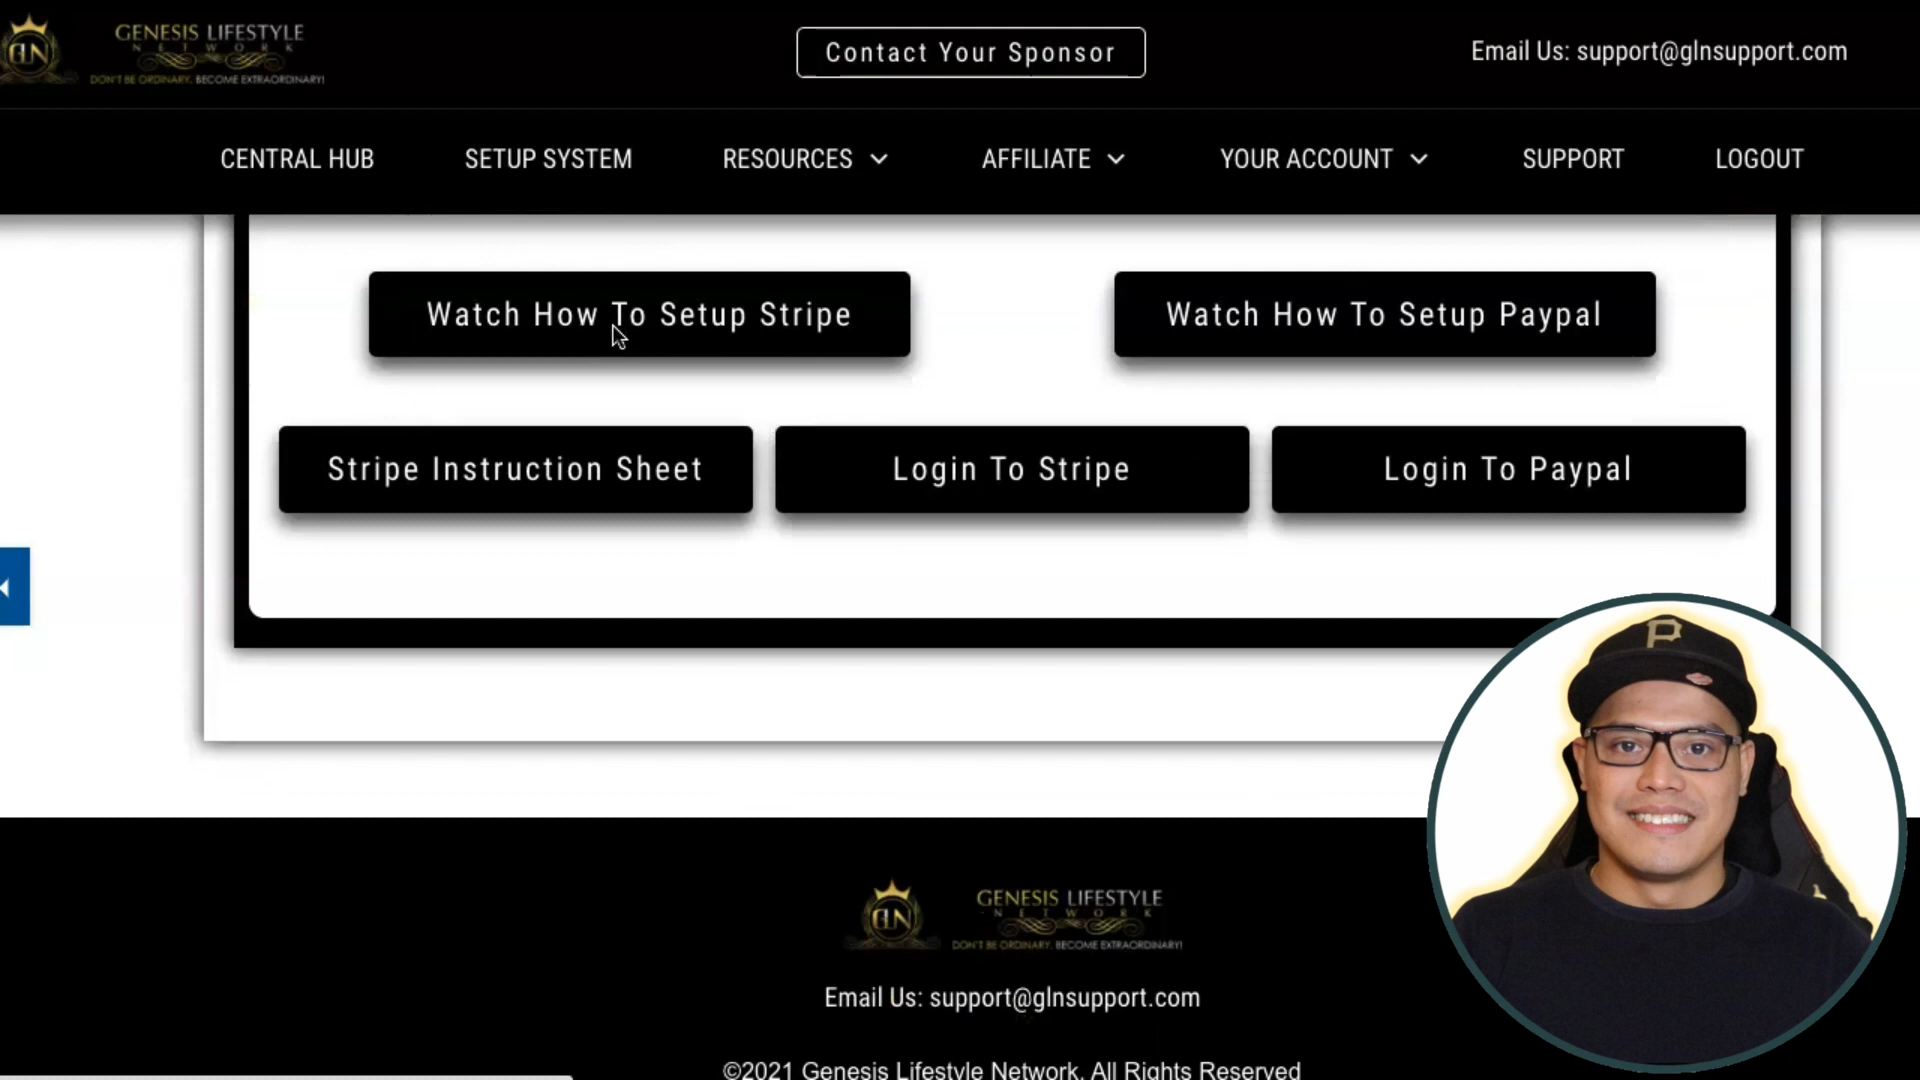 GLN
GENESIS LIFESTYLE
NETWORK
DON'T BE ORDINARY, BECOME EXTRAORDINARY!
Contact Your Sponsor
Email Us: support@glnsupport.com
CENTRAL HUB
SETUP SYSTEM
RESOURCES
AFFILIATE
YOUR ACCOUNT
SUPPORT
LOGOUT
Watch How To Setup Stripe
Watch How To Setup Paypal
Stripe Instruction Sheet
Login To Stripe
Login To Paypal
P
GLN
GENESIS LIFESTYLE
NETWORK
DON'T BE ORDINARY, BECOME EXTRAORDINARY!
Email Us: support@glnsupport.com
©2021 Genesis Lifestyle Network. All Rights Reserved